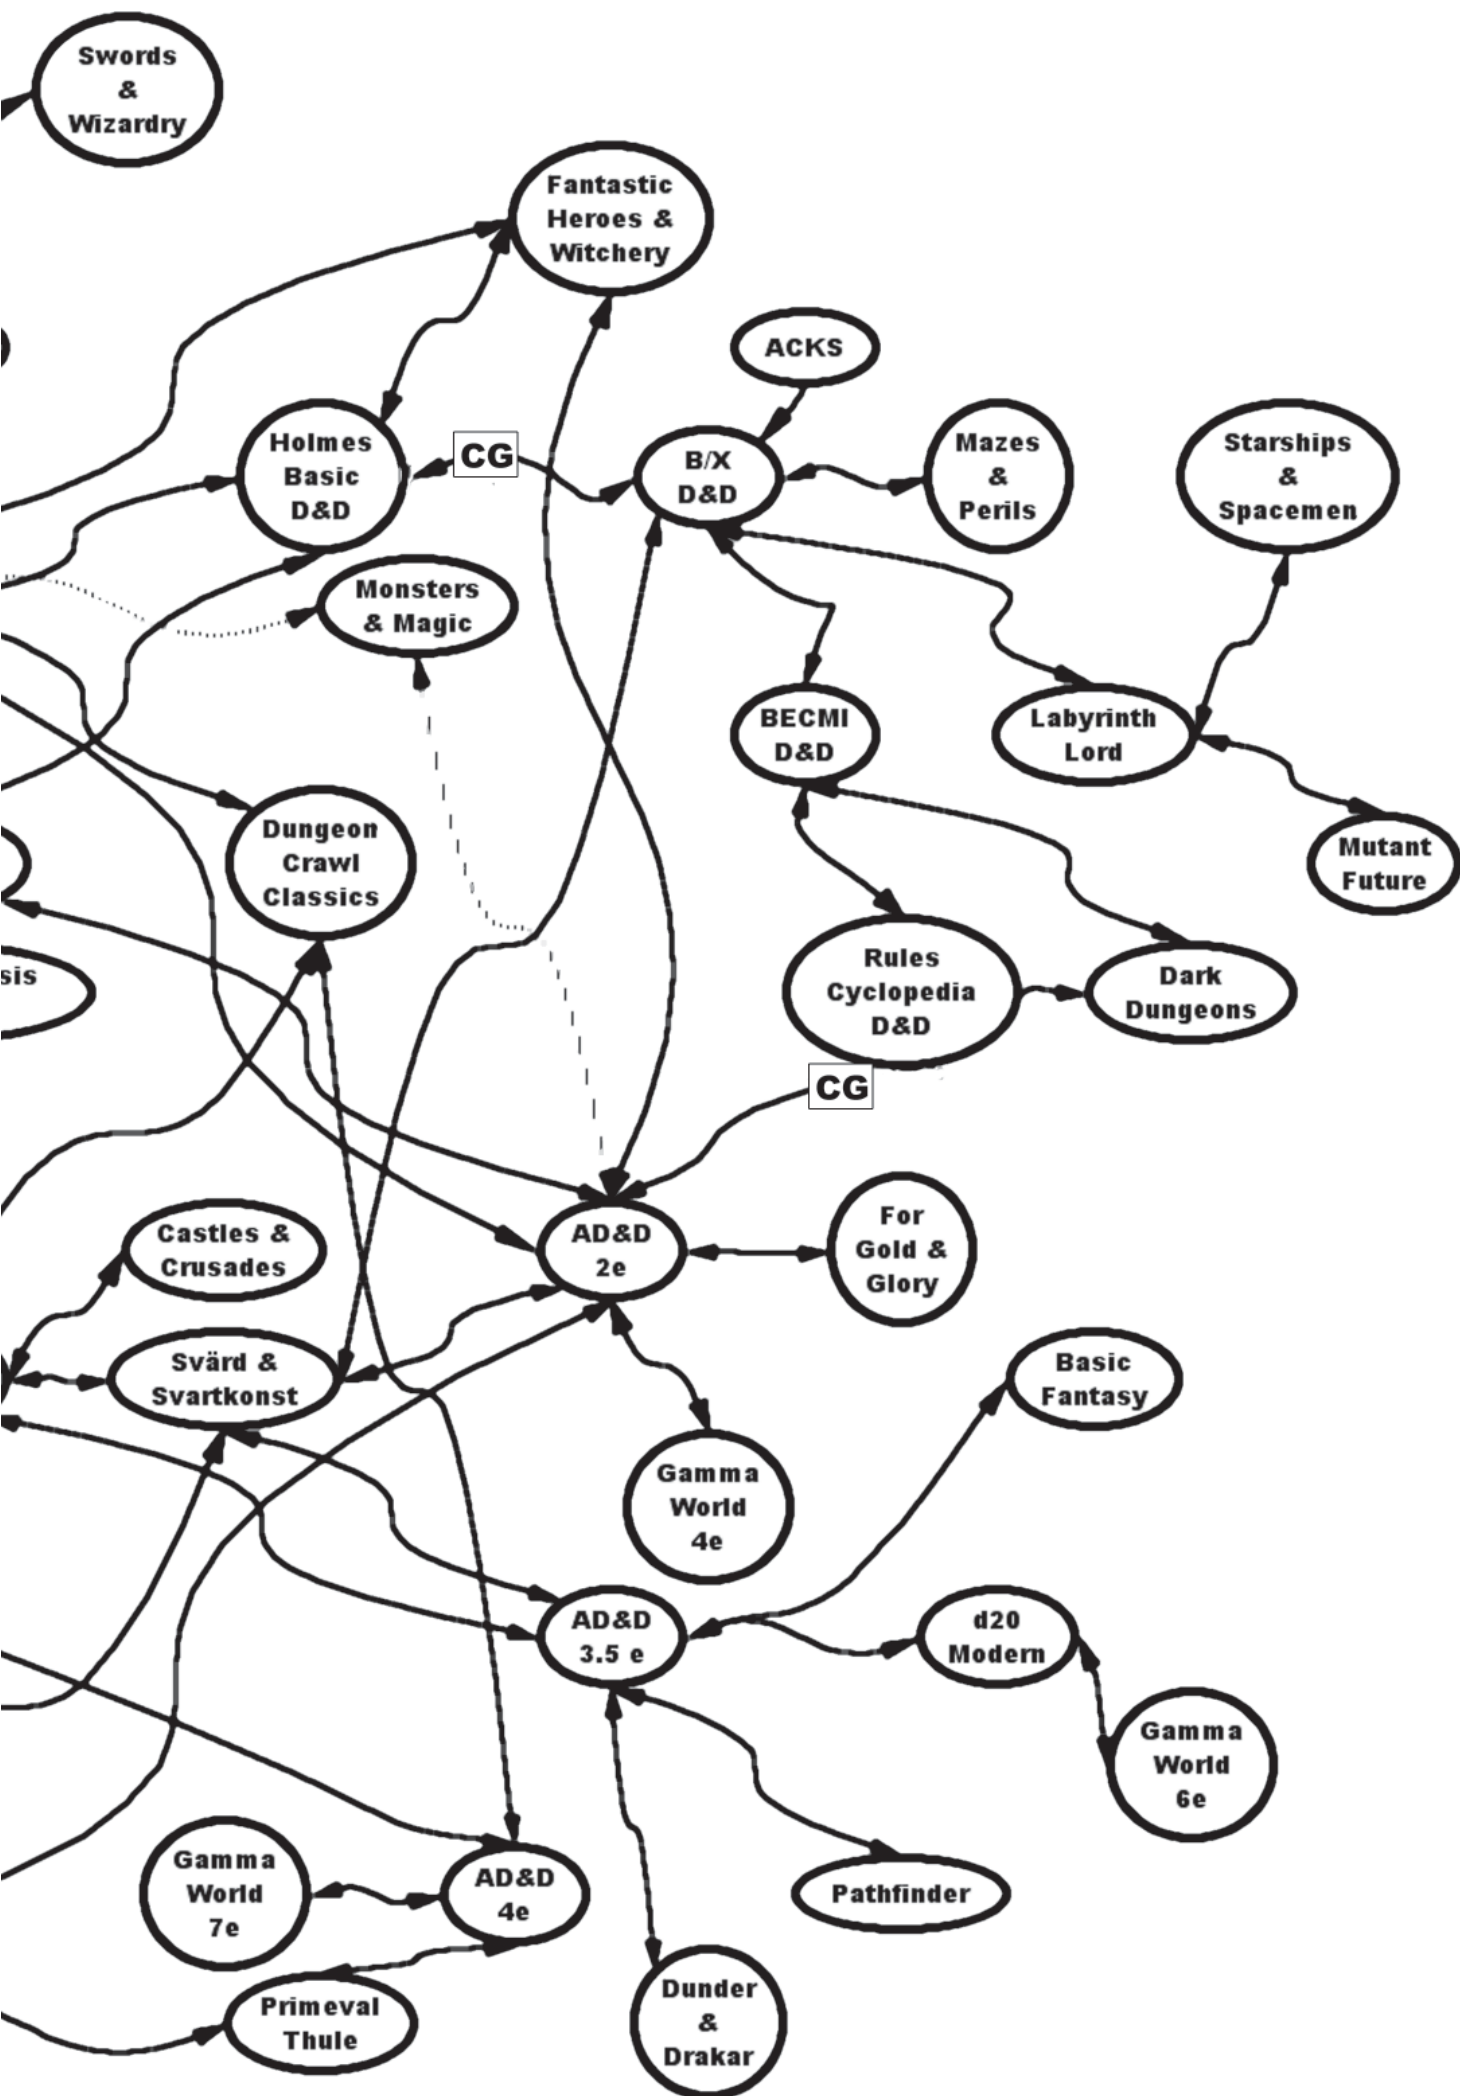 Swords
&
Wizardry
Fantastic
Heroes &
Witchery
ACKS
Holmes
Basic
D&D
CG
B/X
D&D
Mazes
&
Perils
Starships
&
Spacemen
Monsters
& Magic
BECMI
D&D
Labyrinth
Lord
Dungeon
Crawl
Classics
Mutant
Future
sis
Rules
Cyclopedia
D&D
Dark
Dungeons
CG
Castles &
Crusades
AD&D
2e
For
Gold &
Glory
Svärd &
Svartkonst
Basic
Fantasy
Gamma
World
4e
AD&D
3.5 e
d20
Modern
Gamma
World
6e
Gamma
World
7e
AD&D
4e
Pathfinder
Primeval
Thule
Dunder
&
Drakar